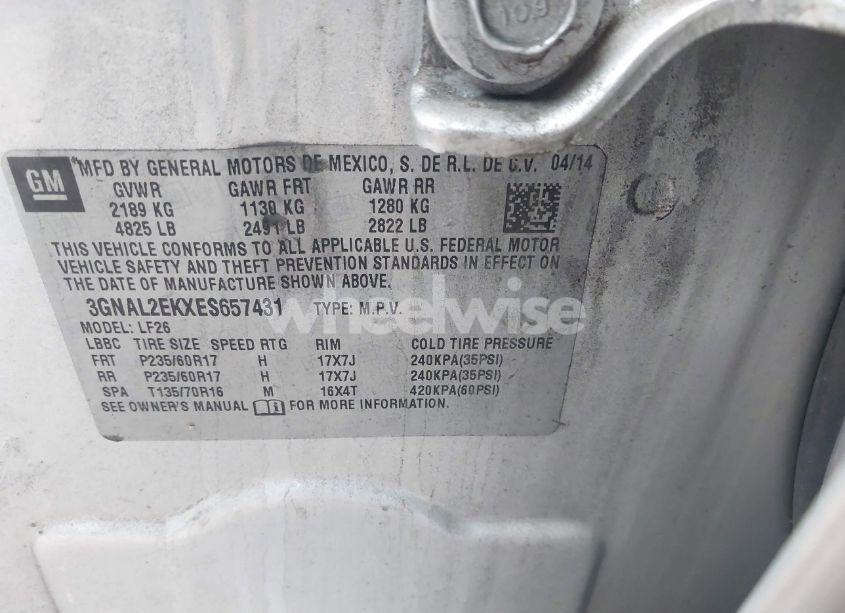 109
GM
MFD BY GENERAL MOTORS DE MEXICO, S. DE R.L. DE C.V. 04/14
GVWR GAWR FRT GAWR RR
2189 KG 1130 KG 1280 KG
4825 LB 2491 LB 2822 LB
THIS VEHICLE CONFORMS TO ALL APPLICABLE U.S. FEDERAL MOTOR
VEHICLE SAFETY AND THEFT PREVENTION STANDARDS IN EFFECT ON
THE DATE OF MANUFACTURE SHOWN ABOVE.
3GNAL2EKXES657431 TYPE: M.P.V.
wheelwise
MODEL: LF26
LBBC TIRE SIZE SPEED RTG RIM COLD TIRE PRESSURE
FRT P235/60R17 H 17X7J 240KPA(35PSI)
RR P235/60R17 H 17X7J 240KPA(35PSI)
SPA T135/70R16 M 16X4T 420KPA(60PSI)
SEE OWNER'S MANUAL FOR MORE INFORMATION.